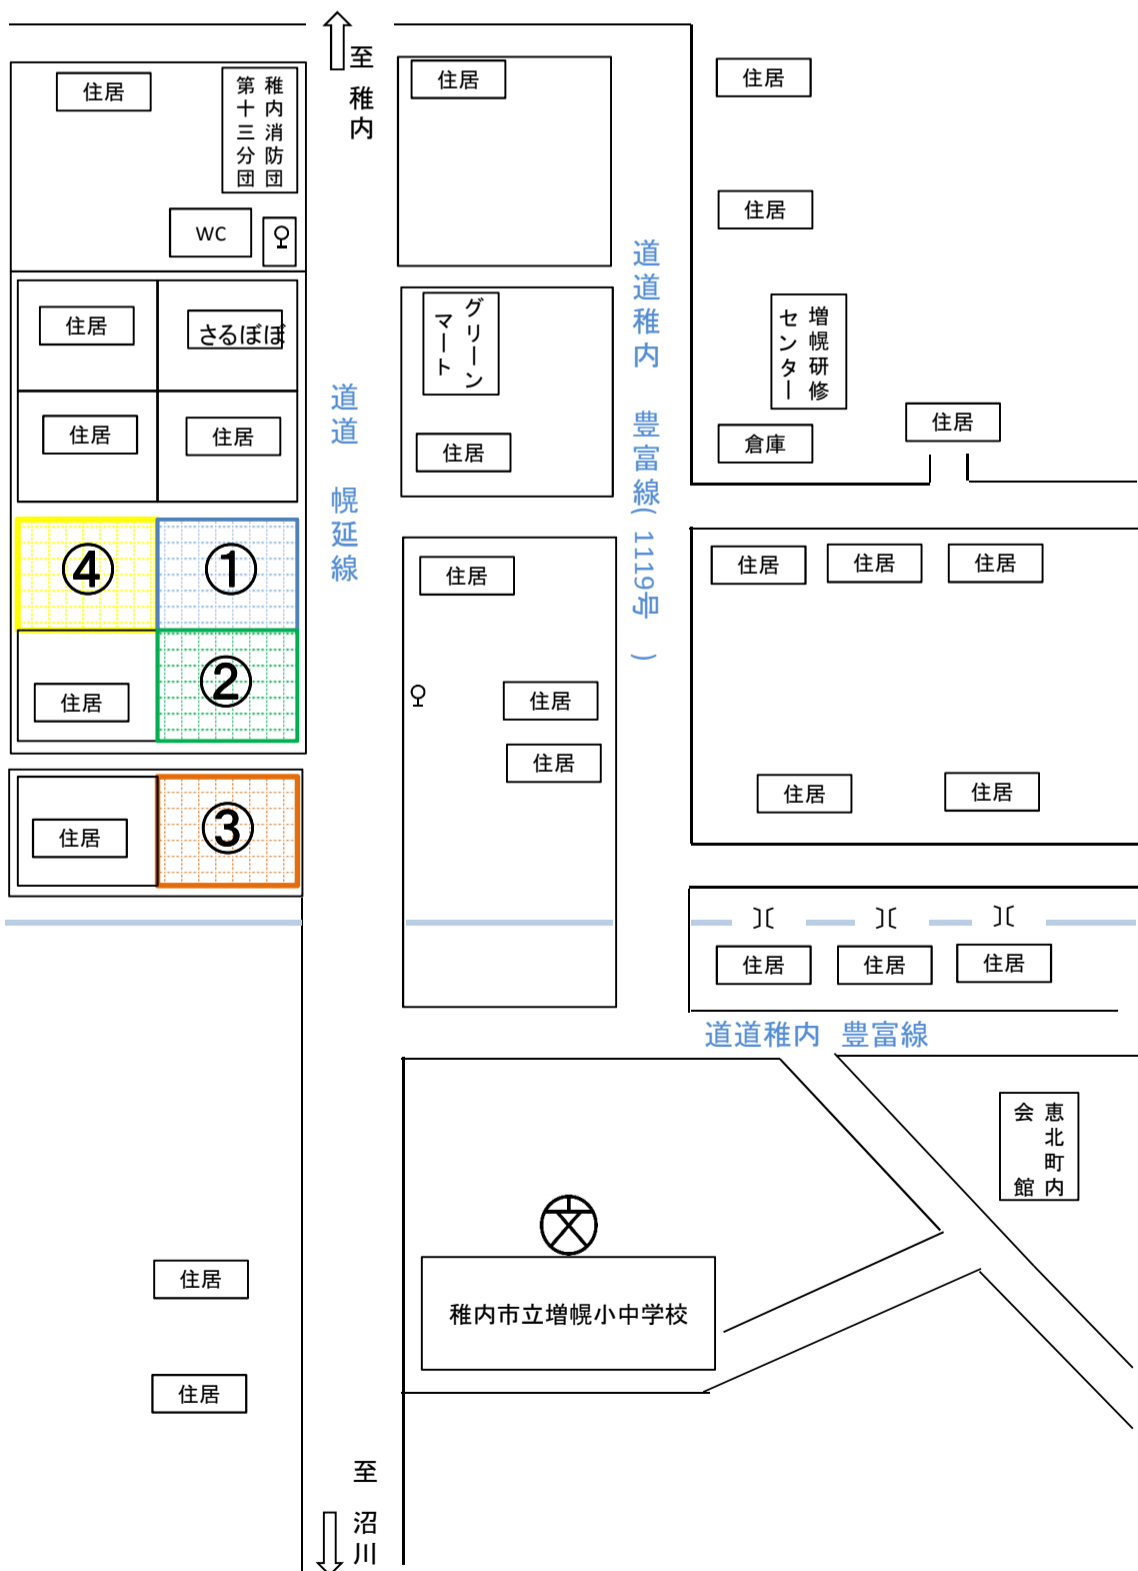 至 稚内
住居
稚内消防団
第十三分団
WC
住居
さるぼぼ
住居
住居
④
①
②
住居
住居
③
住居
住居
至 沼川
道道 幌延線
住居
グリーン
マート
住居
住居
住居
住居
道道稚内 豊富線(1119号 )
住居
住居
増幌研修
センター
倉庫
住居
住居
住居
住居
住居
住居
住居
住居
住居
道道稚内 豊富線
恵北町内
会館
文
稚内市立増幌小中学校